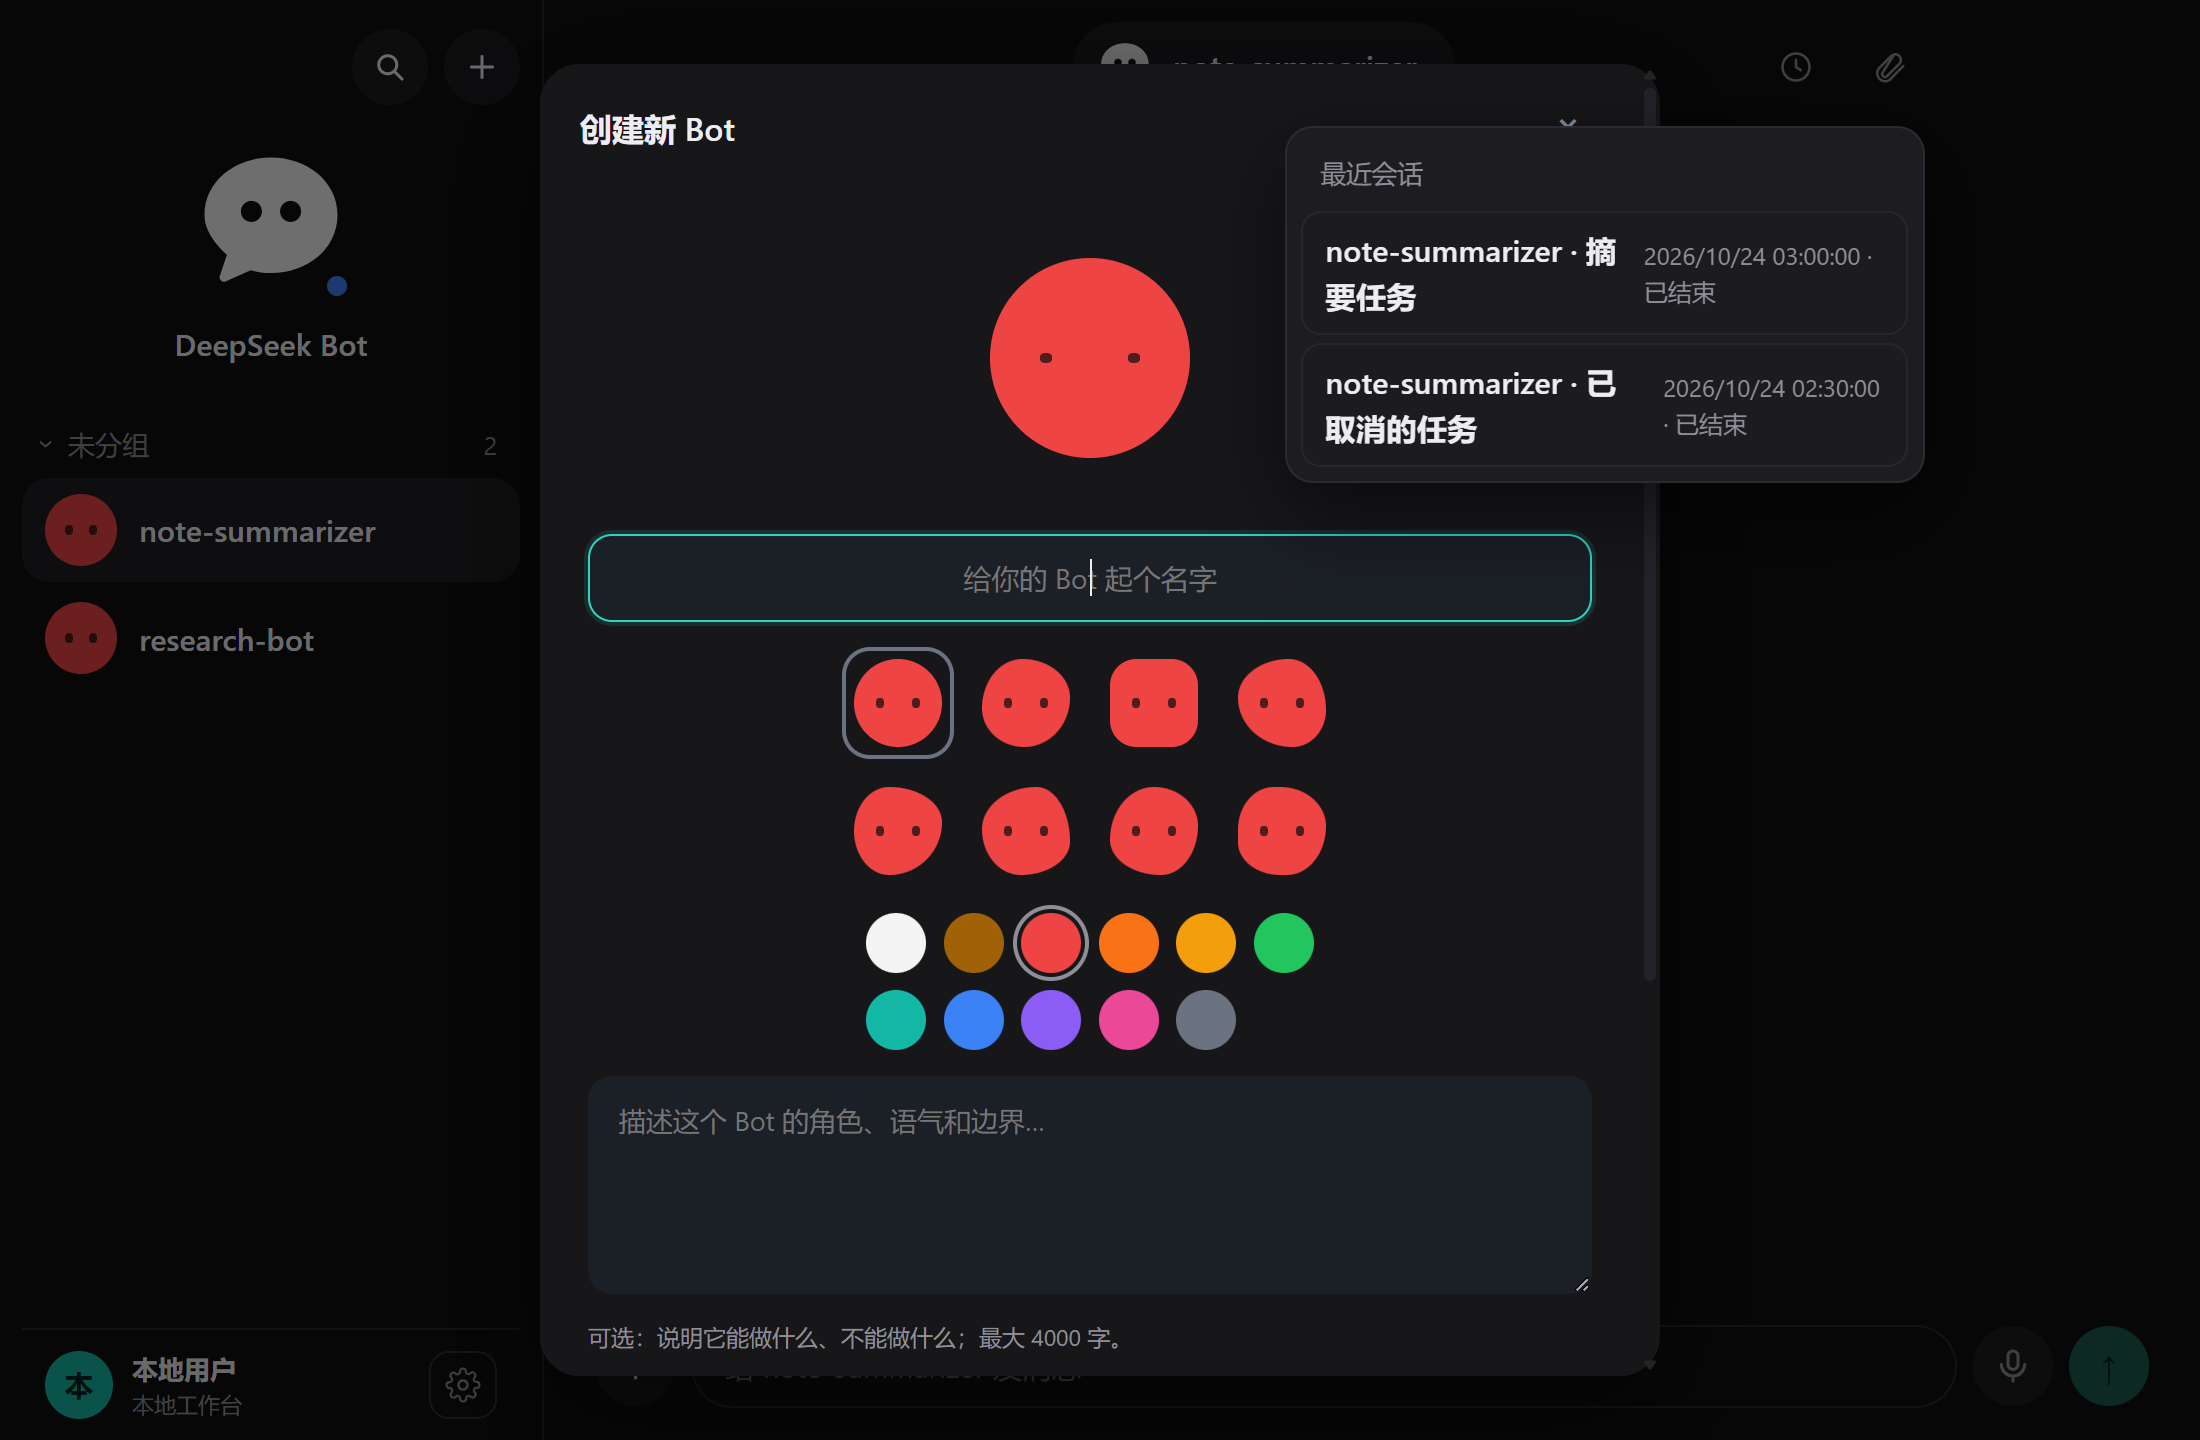 DeepSeek Bot
未分组
2
note-summarizer
research-bot
本
本地用户
本地工作台
note-summarizer
创建新 Bot
给你的 Bot 起个名字
描述这个 Bot 的角色、语气和边界...
可选：说明它能做什么、不能做什么；最大 4000 字。
最近会话
note-summarizer · 摘
要任务
2026/10/24 03:00:00 ·
已结束
note-summarizer · 已
取消的任务
2026/10/24 02:30:00
· 已结束